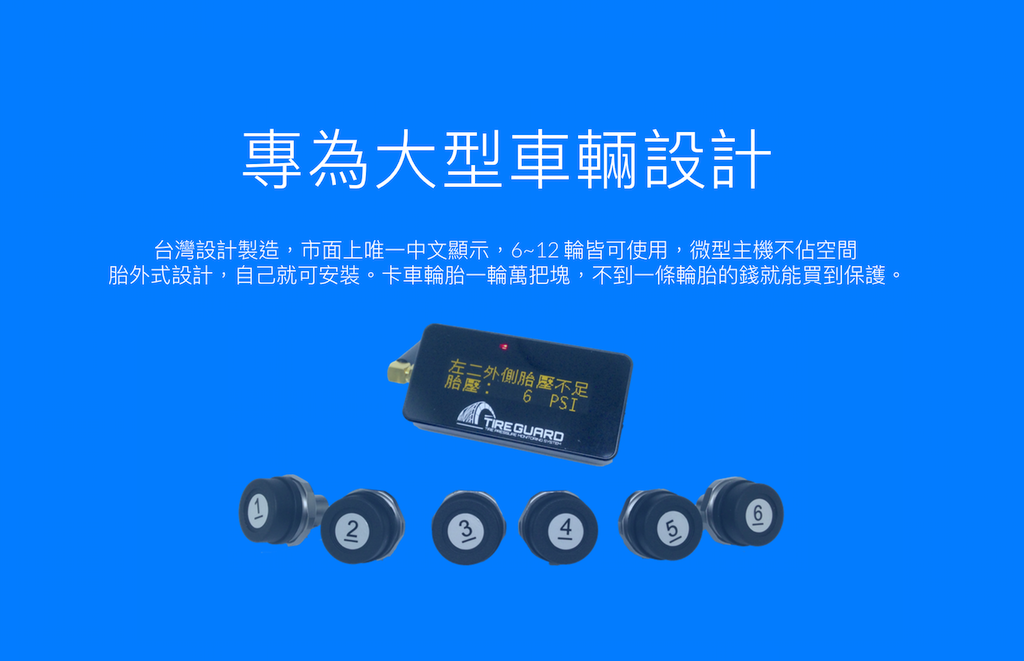 專為大型車輛設計
台灣設計製造，市面上唯一中文顯示，6~12 輪皆可使用，微型主機不佔空間
胎外式設計，自己就可安裝。卡車輪胎一輪萬把塊，不到一條輪胎的錢就能買到保護。
左二外側胎壓不足
胎壓： 6 PSI
TIREGUARD
TIRE PRESSURE MONITORING SYSTEM
1
2
3
4
5
6